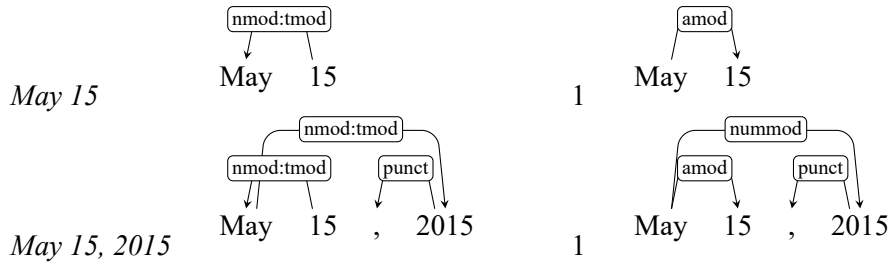 nmod:tmod amod
May 15 May 15
May 15 1
nmod:tmod nummod
nmod:tmod punct amod punct
May 15 , 2015 May 15 , 2015
May 15, 2015 1